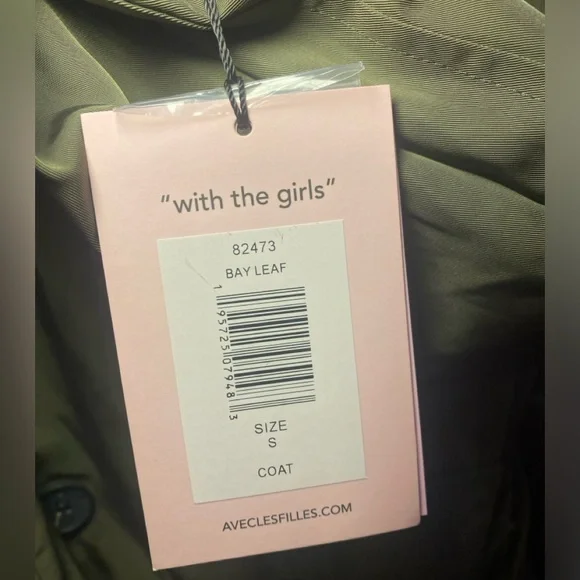 "with the girls"
82473
BAY LEAF
1 95725 07948 3
SIZE
S
COAT
AVECLESFILLES.COM